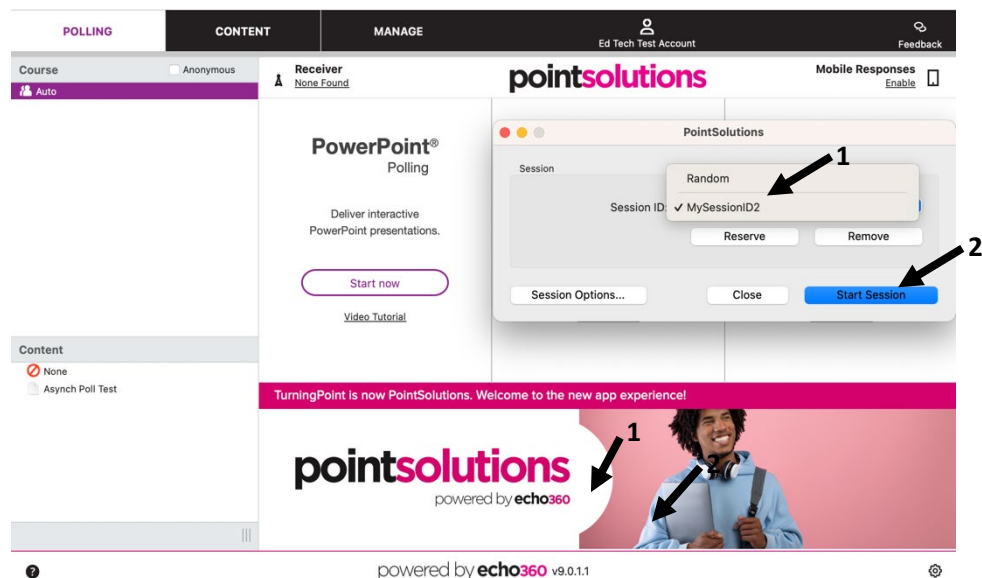 POLLING
CONTENT
MANAGE
Ed Tech Test Account
Feedback
Course
Anonymous
Auto
Receiver
None Found
pointsolutions
Mobile Responses
Enable
PowerPoint®
Polling
Deliver interactive
PowerPoint presentations.
Start now
Video Tutorial
PointSolutions
Session
Random
Session ID:
✓ MySessionID2
Reserve
Remove
Session Options...
Close
Start Session
1
2
Content
None
Asynch Poll Test
TurningPoint is now PointSolutions. Welcome to the new app experience!
pointsolutions
powered by echo360
1
2
?
powered by echo360 v9.0.1.1